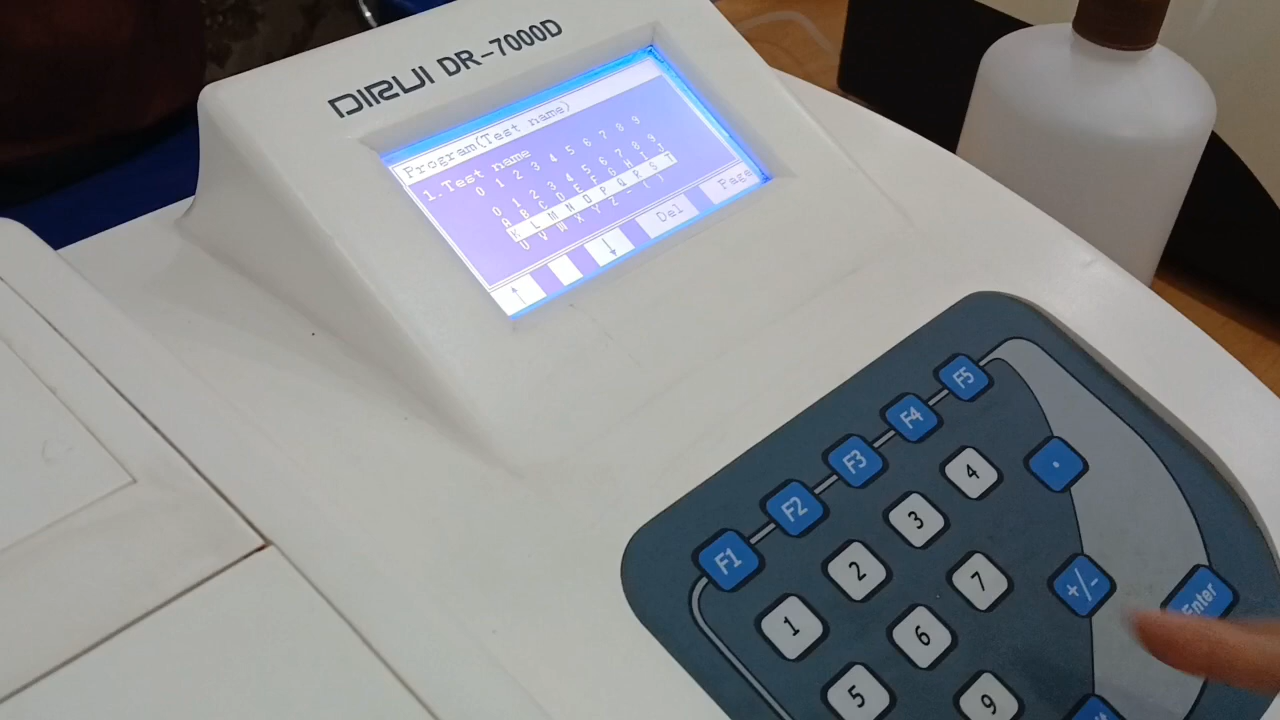 DIRUI DR-7000D
Program(Test name)
1.Test name
0 1 2 3 4 5 6 7 8 9
0 1 2 3 4 5 6 7 8 9
A B C D E F G H I J
K L M N O P Q R S T
U V W X Y Z - ( )
↑ ↓ Del Page
F1 F2 F3 F4 F5
1 2 3 4 .
5 6 7 +/- Enter
9